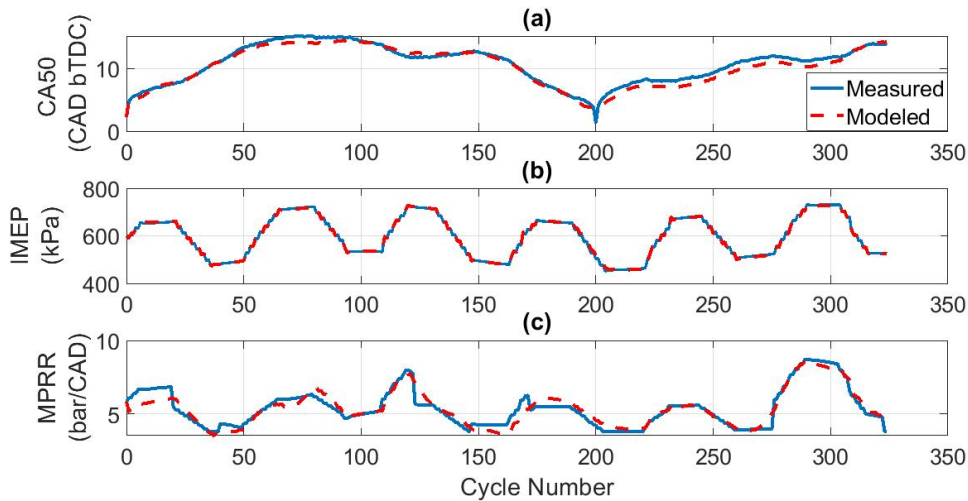 (a)
CA50
(CAD bTDC)
10
0
Measured
Modeled
0 50 100 150 200 250 300 350
(b)
IMEP
(kPa)
800
600
400
0 50 100 150 200 250 300 350
(c)
MPRR
(bar/CAD)
10
5
0 50 100 150 200 250 300 350
Cycle Number